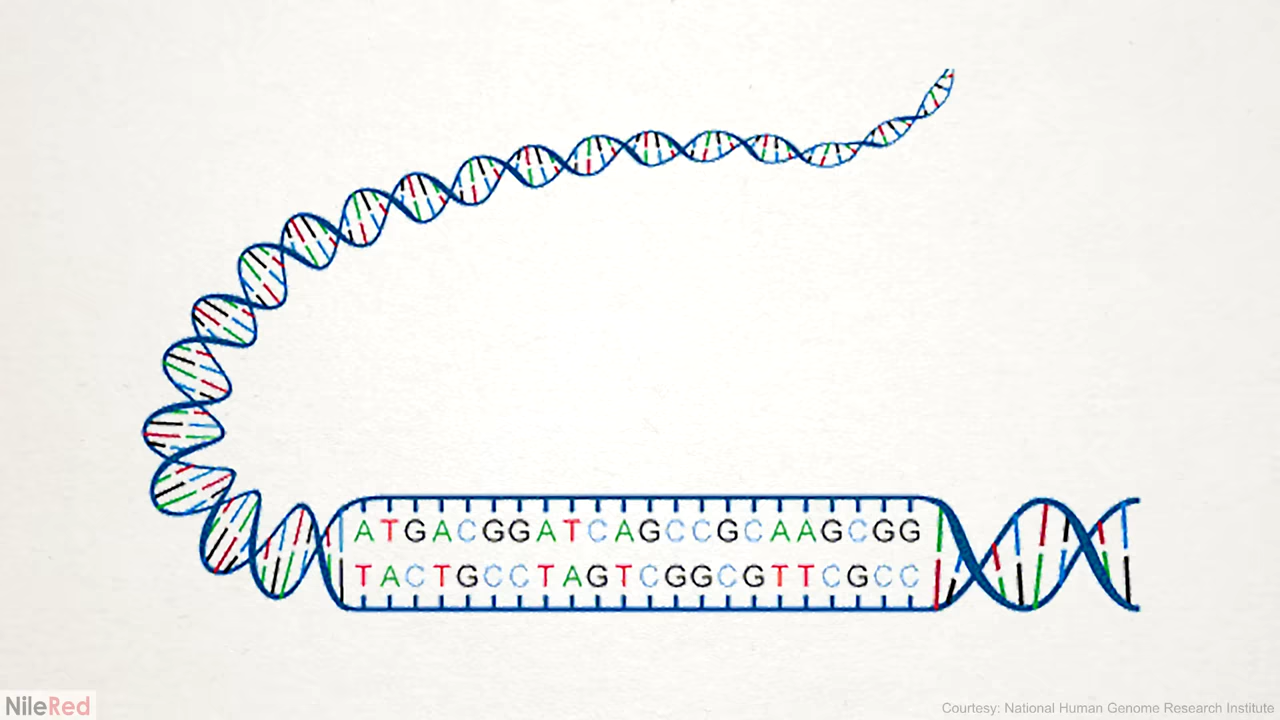 ATGACGGATCAGCCGCAAGCGG
TACTGCCTAGTCGGCGTTCGCC
NileRed
Courtesy: National Human Genome Research Institute